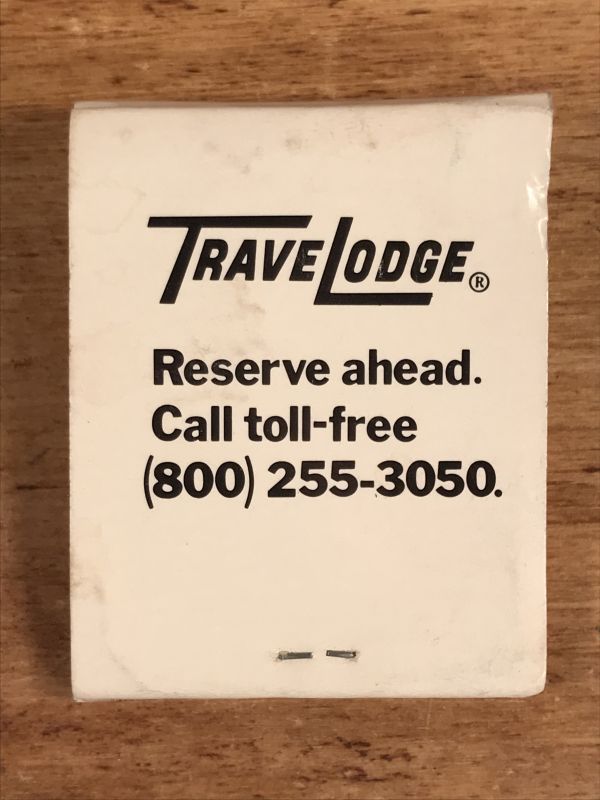 TRAVELODGE®
Reserve ahead.
Call toll-free
(800) 255-3050.